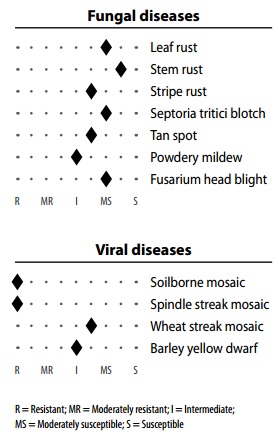 Fungal diseases
Leaf rust
Stem rust
Stripe rust
Septoria tritici blotch
Tan spot
Powdery mildew
Fusarium head blight
R MR I MS S
Viral diseases
Soilborne mosaic
Spindle streak mosaic
Wheat streak mosaic
Barley yellow dwarf
R MR I MS S
R = Resistant; MR = Moderately resistant; I = Intermediate;
MS = Moderately susceptible; S = Susceptible